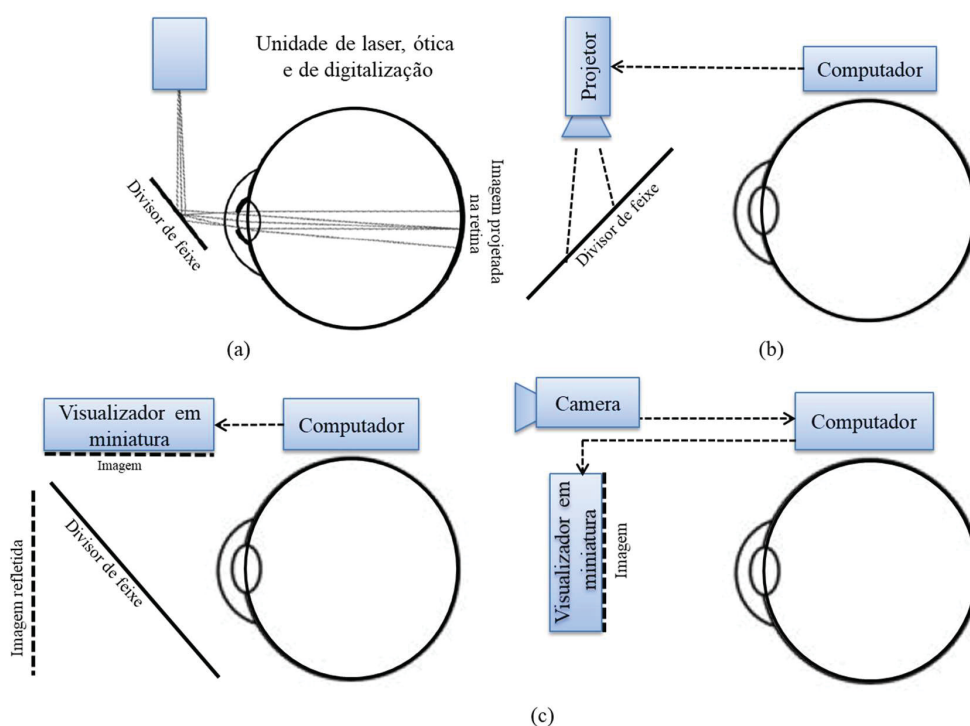 Unidade de laser, ótica
e de digitalização
Divisor de feixe
Imagem projetada
na retina
(a)
Projetor
Computador
Divisor de feixe
(b)
Visualizador em
miniatura
Computador
Imagem
Imagem refletida
Divisor de feixe
Camera
Computador
Visualizador em
miniatura
Imagem
(c)